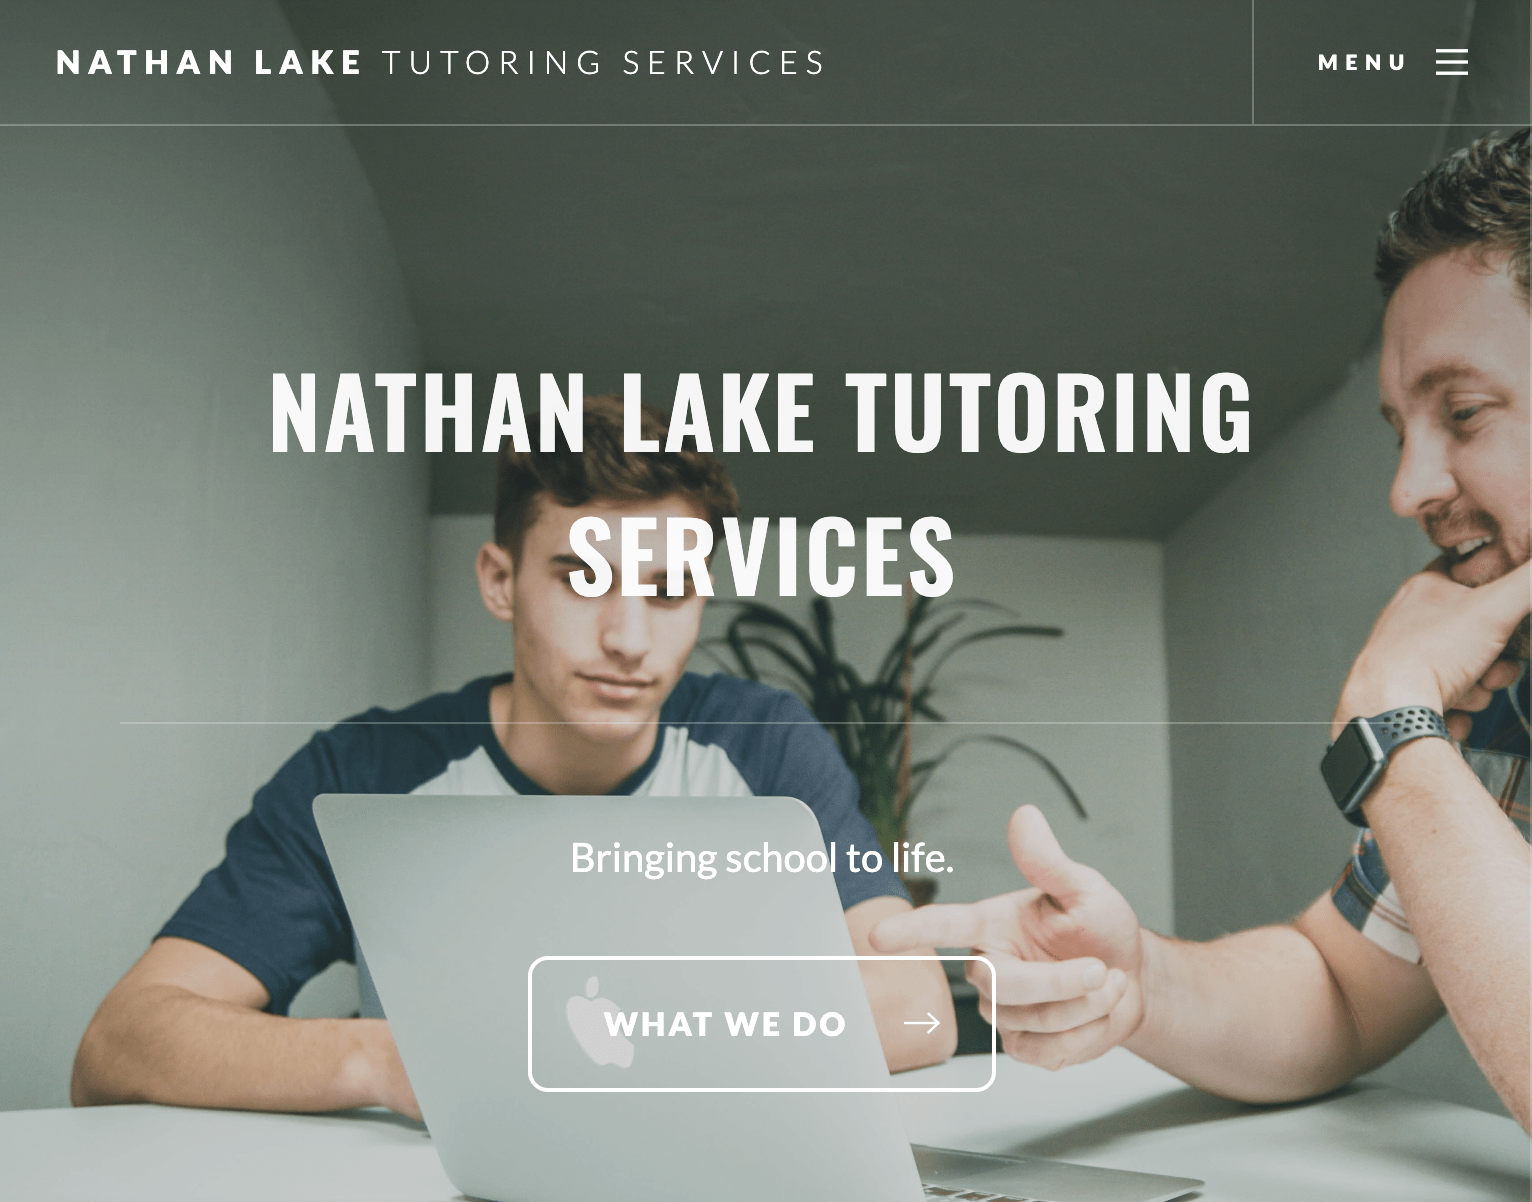 NATHAN LAKE TUTORING SERVICES
MENU
NATHAN LAKE TUTORING
SERVICES
Bringing school to life.
WHAT WE DO